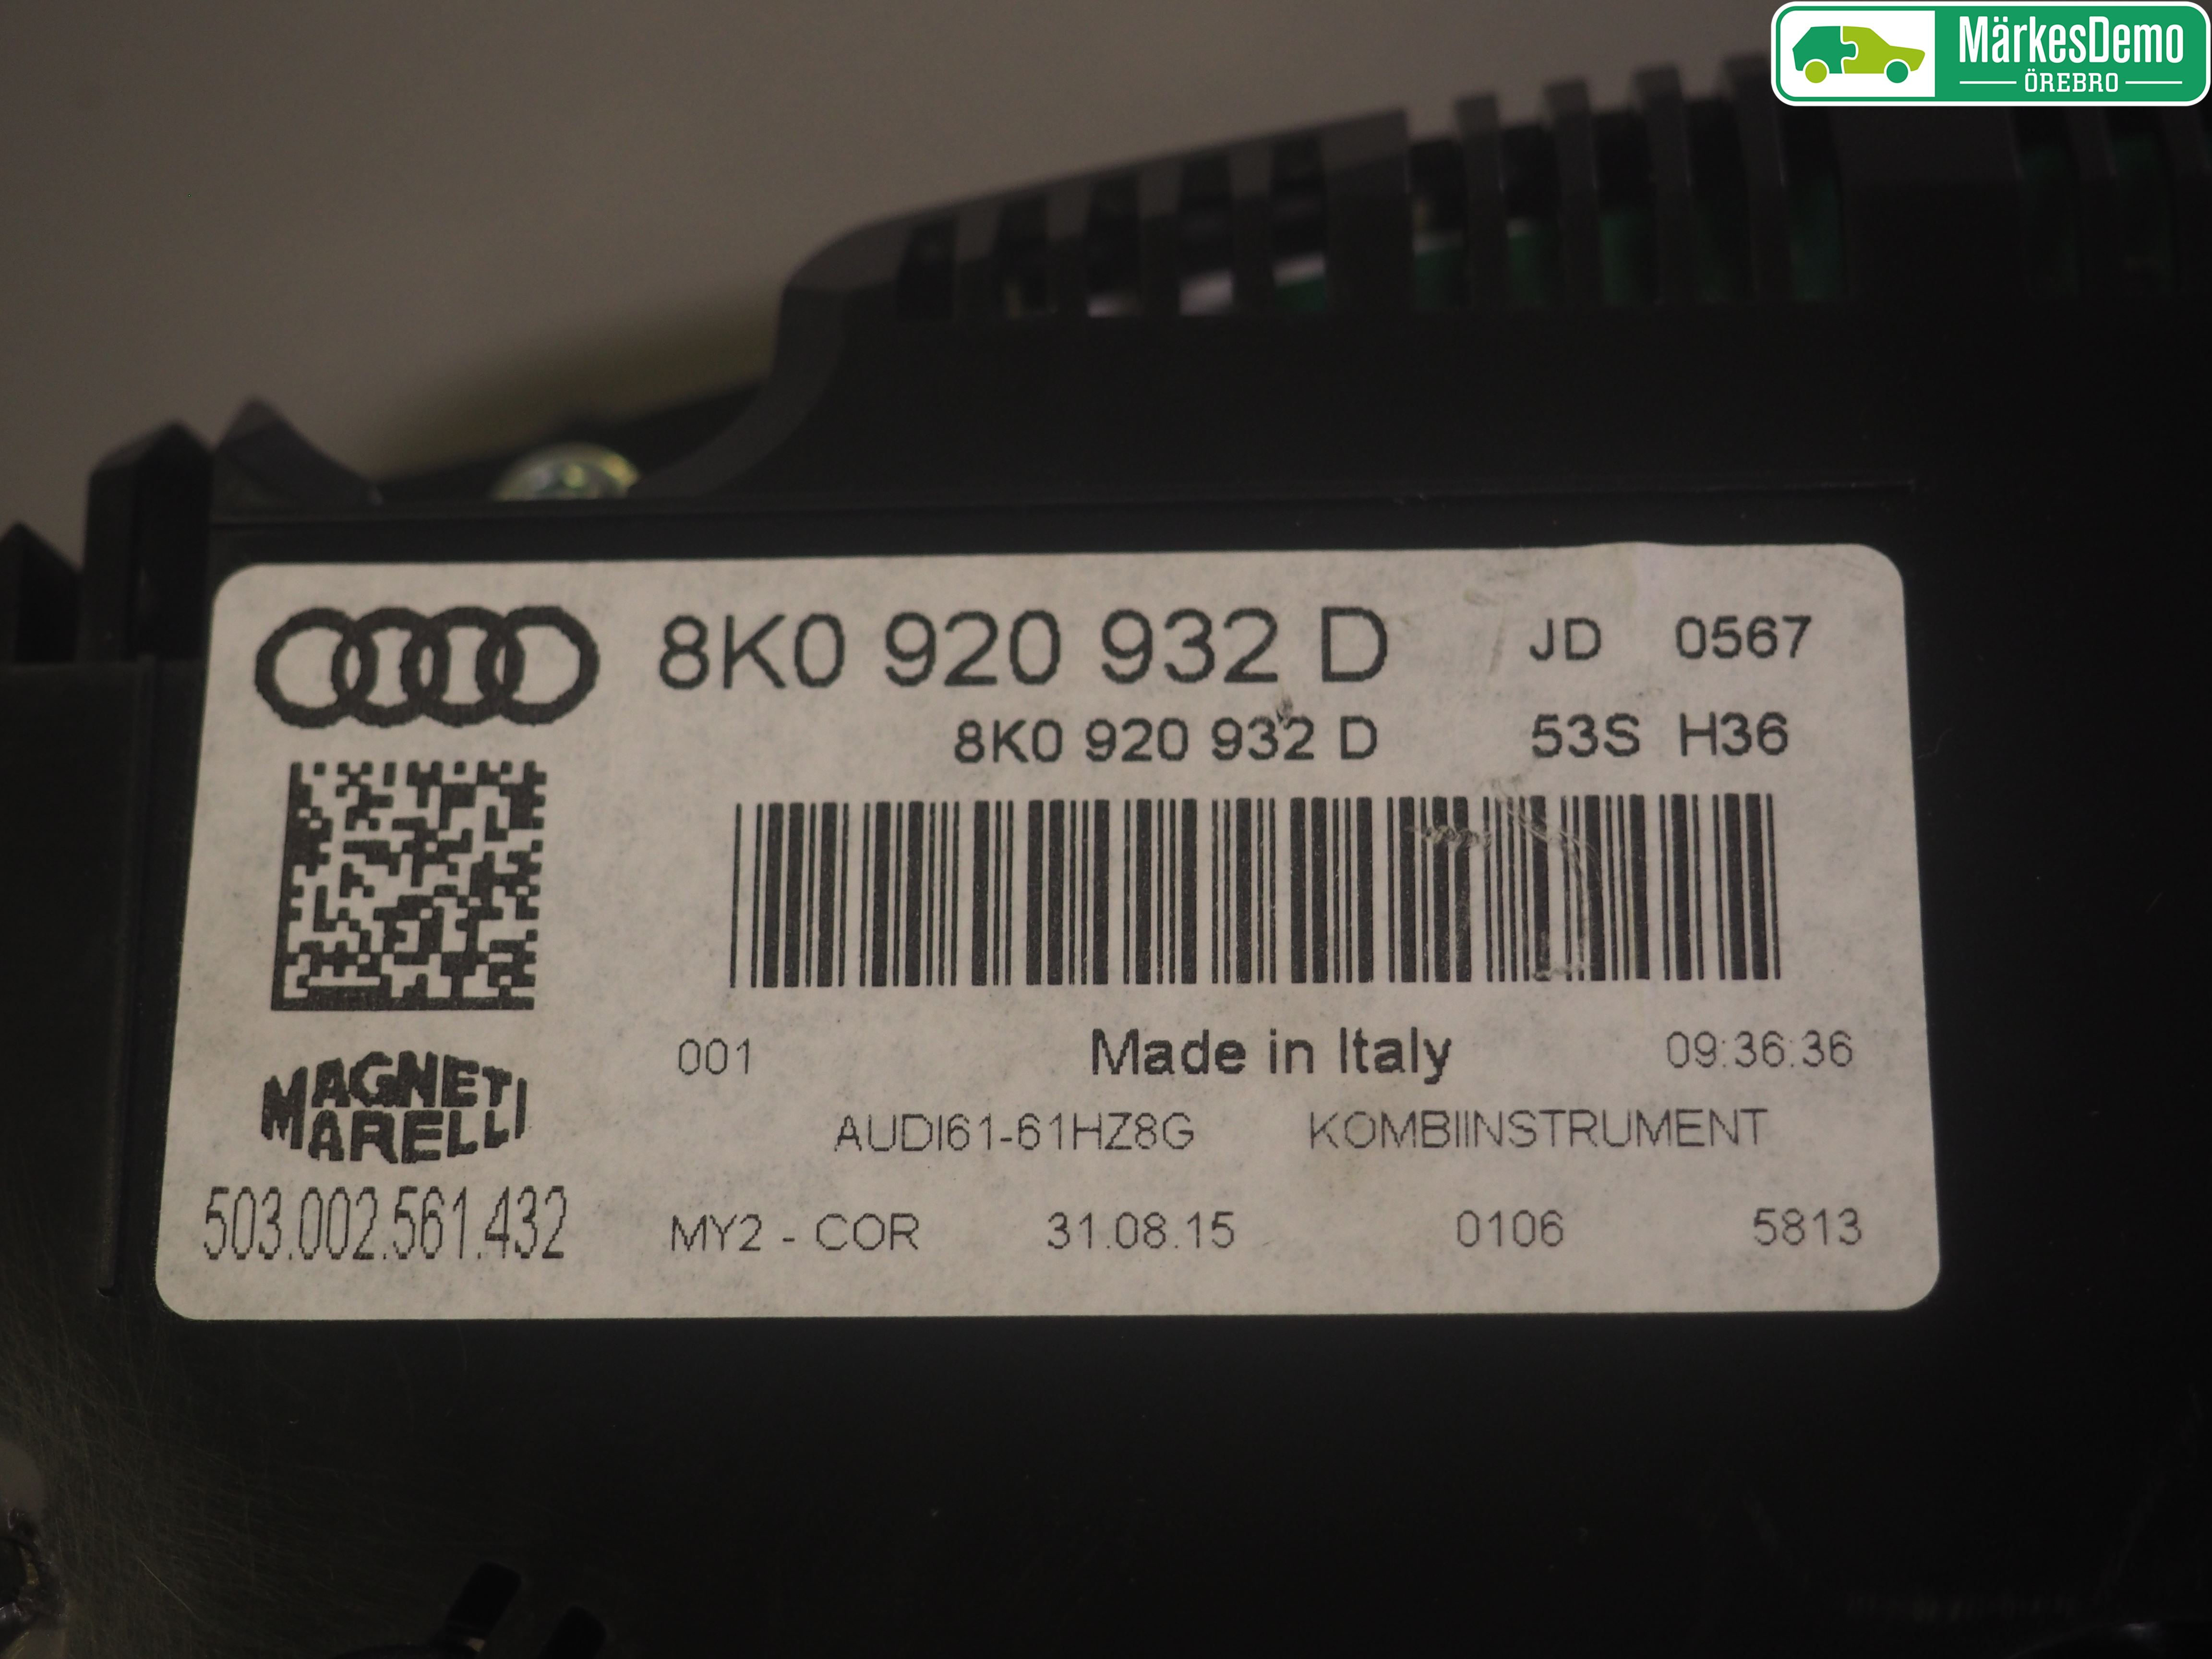 MärkesDemo
ÖREBRO
8K0 920 932 D JD 0567
8K0 920 932 D 53S H36
001 Made in Italy 09:36:36
MAGNETI
MARELLI
AUDI61-61HZ8G KOMBIINSTRUMENT
503.002.561.432 MY2 - COR 31.08.15 0106 5813